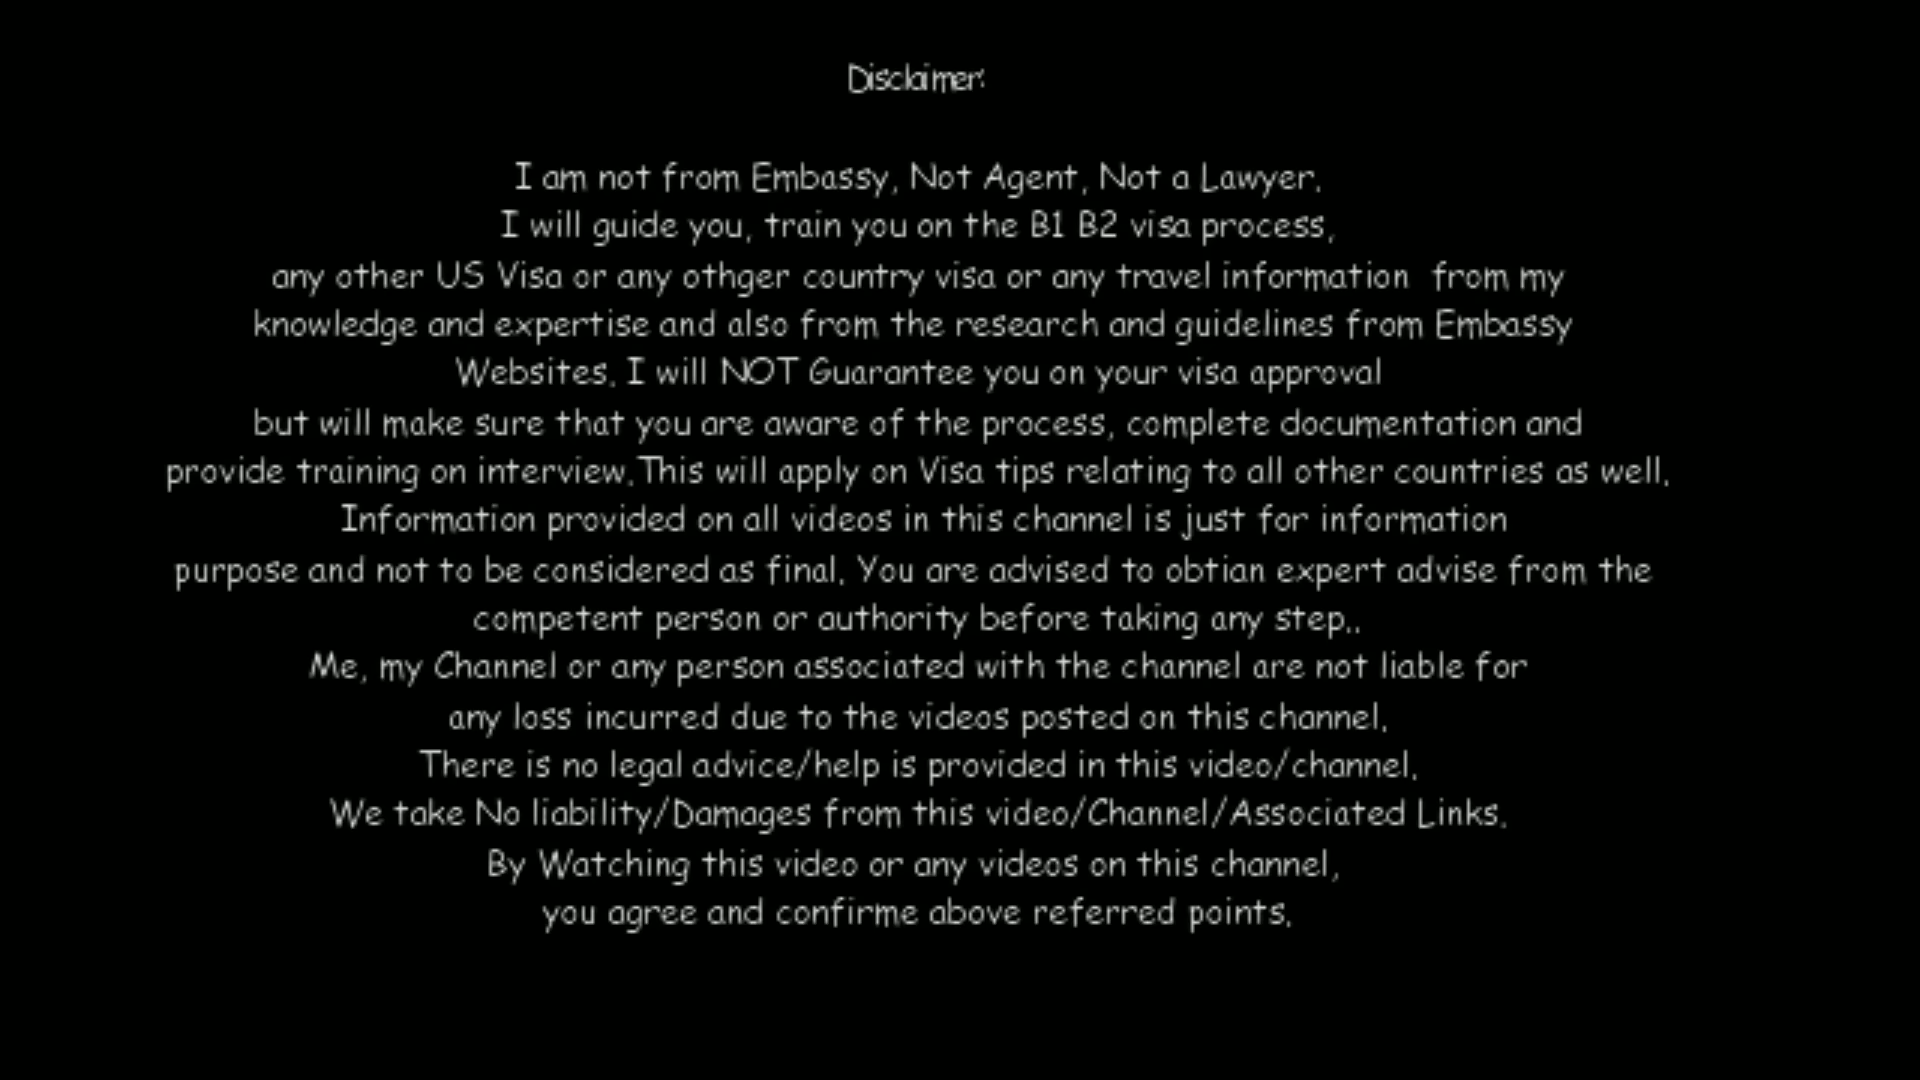 Disclaimer:
I am not from Embassy, Not Agent, Not a Lawyer.
I will guide you, train you on the B1 B2 visa process,
any other US Visa or any othger country visa or any travel information from my
knowledge and expertise and also from the research and guidelines from Embassy
Websites. I will NOT Guarantee you on your visa approval
but will make sure that you are aware of the process, complete documentation and
provide training on interview.This will apply on Visa tips relating to all other countries as well.
Information provided on all videos in this channel is just for information
purpose and not to be considered as final. You are advised to obtian expert advise from the
competent person or authority before taking any step..
Me, my Channel or any person associated with the channel are not liable for
any loss incurred due to the videos posted on this channel.
There is no legal advice/help is provided in this video/channel.
We take No liability/Damages from this video/Channel/Associated Links.
By Watching this video or any videos on this channel,
you agree and confirme above referred points.